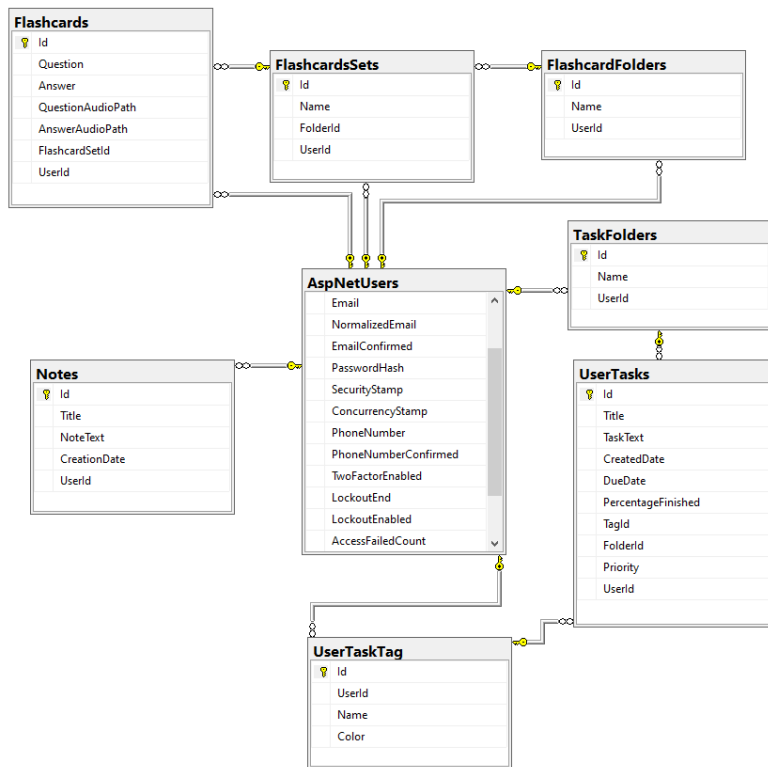 Flashcards
Id
Question
Answer
QuestionAudioPath
AnswerAudioPath
FlashcardSetId
UserId
FlashcardsSets
Id
Name
FolderId
UserId
FlashcardFolders
Id
Name
UserId
TaskFolders
Id
Name
UserId
AspNetUsers
Email
NormalizedEmail
EmailConfirmed
PasswordHash
SecurityStamp
ConcurrencyStamp
PhoneNumber
PhoneNumberConfirmed
TwoFactorEnabled
LockoutEnd
LockoutEnabled
AccessFailedCount
Notes
Id
Title
NoteText
CreationDate
UserId
UserTasks
Id
Title
TaskText
CreatedDate
DueDate
PercentageFinished
TagId
FolderId
Priority
UserId
UserTaskTag
Id
UserId
Name
Color